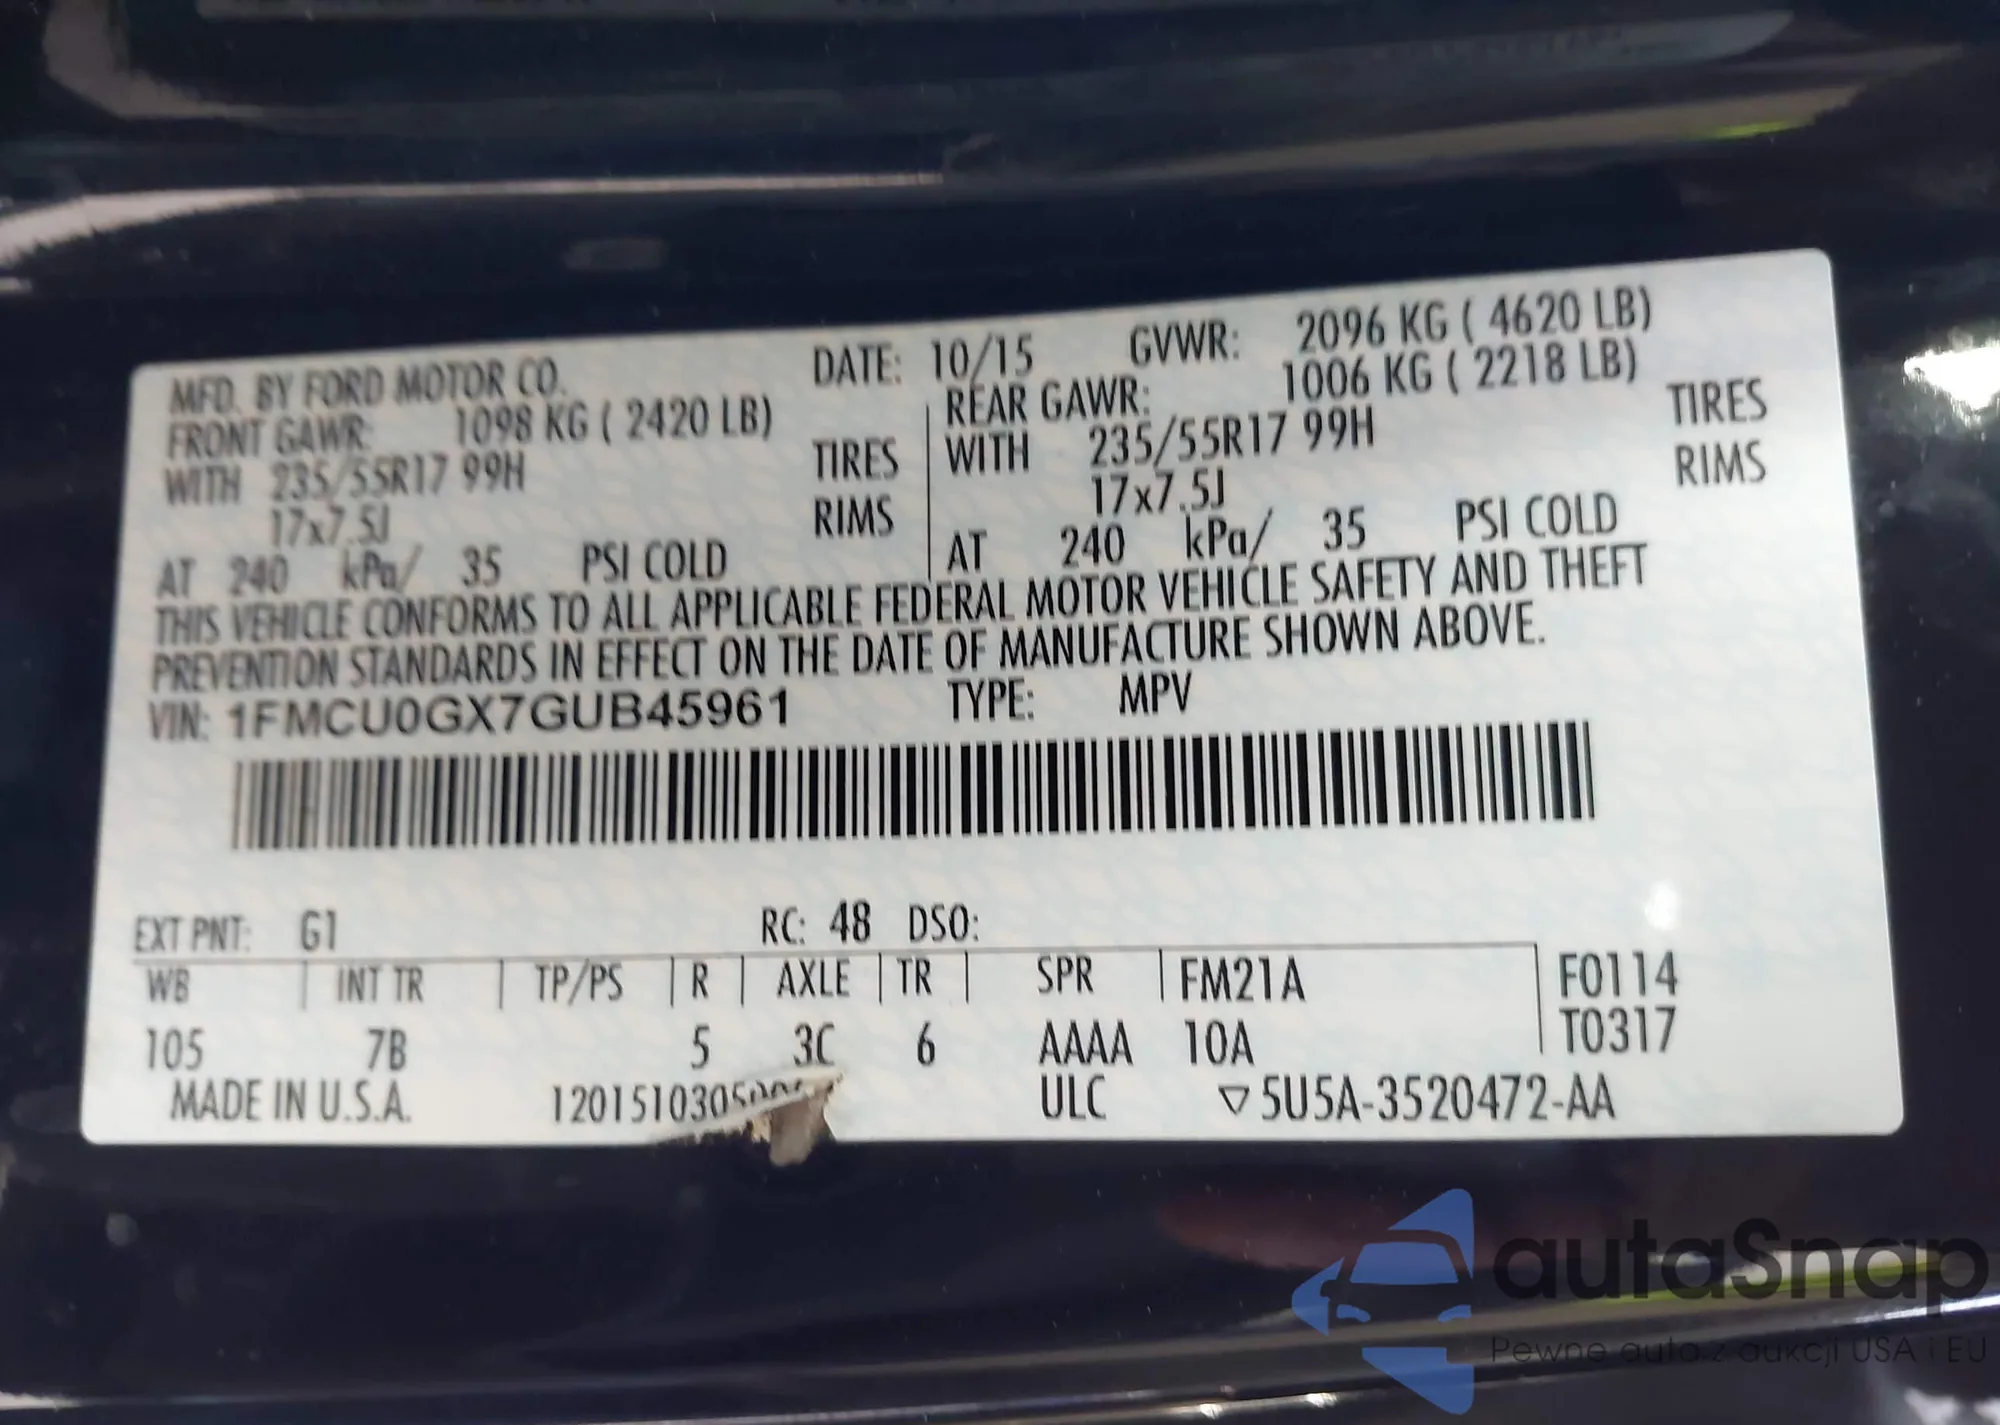 MFD. BY FORD MOTOR CO. DATE: 10/15 GVWR: 2096 KG ( 4620 LB)
FRONT GAWR: 1098 KG ( 2420 LB) REAR GAWR: 1006 KG ( 2218 LB)
WITH 235/55R17 99H TIRES WITH 235/55R17 99H TIRES
17x7.5J RIMS 17x7.5J RIMS
AT 240 kPa/ 35 PSI COLD AT 240 kPa/ 35 PSI COLD
THIS VEHICLE CONFORMS TO ALL APPLICABLE FEDERAL MOTOR VEHICLE SAFETY AND THEFT
PREVENTION STANDARDS IN EFFECT ON THE DATE OF MANUFACTURE SHOWN ABOVE.
VIN: 1FMCU0GX7GUB45961 TYPE: MPV
EXT PNT: G1 RC: 48 DSO:
WB INT TR TP/PS R AXLE TR SPR FM21A F0114
105 7B 5 3C 6 AAAA 10A T0317
MADE IN U.S.A. ULC ▽5U5A-3520472-AA
autaSnap
Pewne auta z aukcji USA i EU